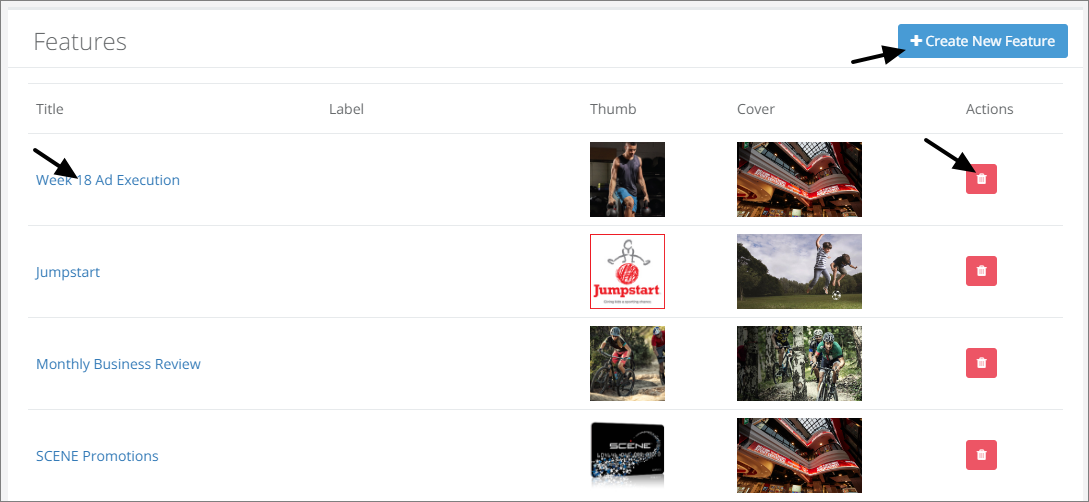 Features
Create New Feature
Title Label Thumb Cover Actions
Week 18 Ad Execution
Jumpstart
Jumpstart
Monthly Business Review
SCENE Promotions
SCENE